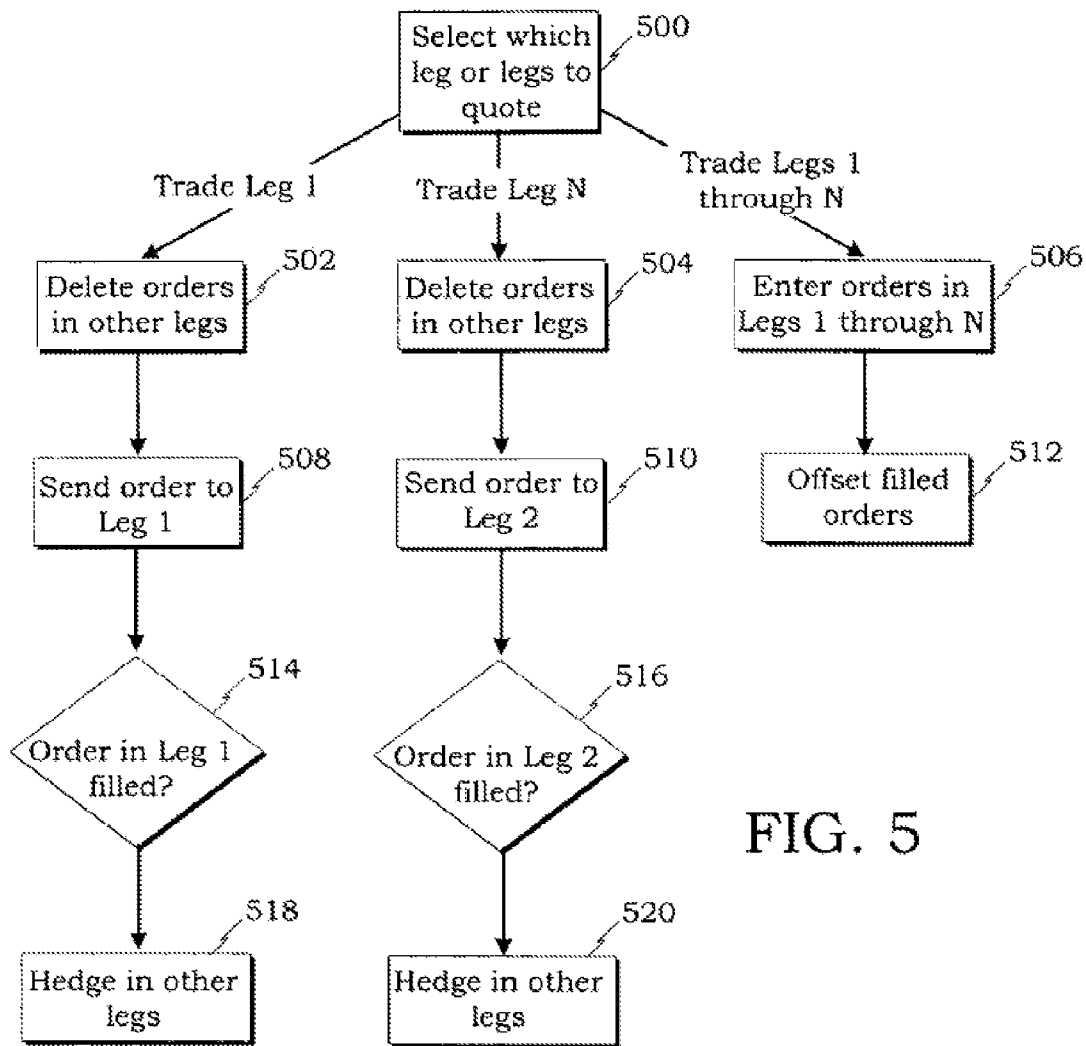 Select which
leg or legs to
quote
500
Trade Leg 1
Trade Leg N
Trade Legs 1
through N
Delete orders
in other legs
502
Delete orders
in other legs
504
Enter orders in
Legs 1 through N
506
Send order to
Leg 1
508
Send order to
Leg 2
510
Offset filled
orders
512
Order in Leg 1
filled?
514
Order in Leg 2
filled?
516
FIG. 5
Hedge in other
legs
518
Hedge in other
legs
520